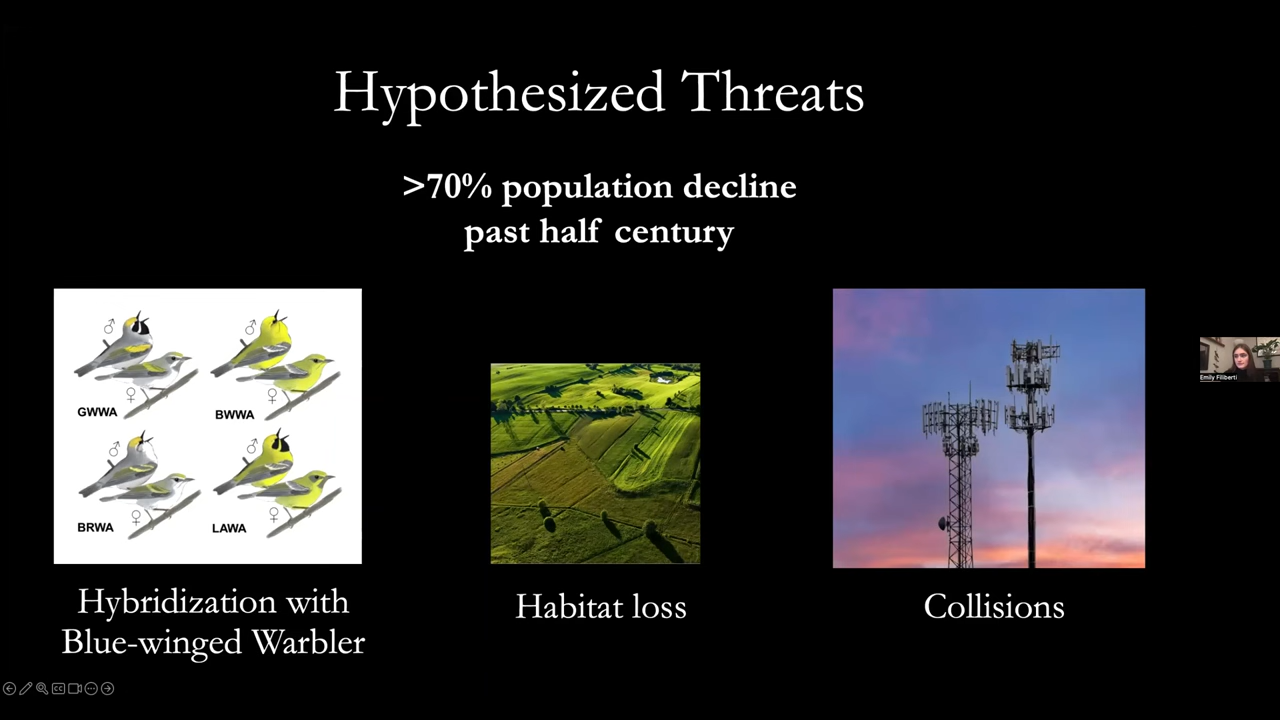 Hypothesized Threats
>70% population decline
past half century
♂
♂
♀
♀
GWWA
BWWA
♂
♂
♀
♀
BRWA
LAWA
Hybridization with
Blue-winged Warbler
Habitat loss
Collisions
Emily Filiberti
CC